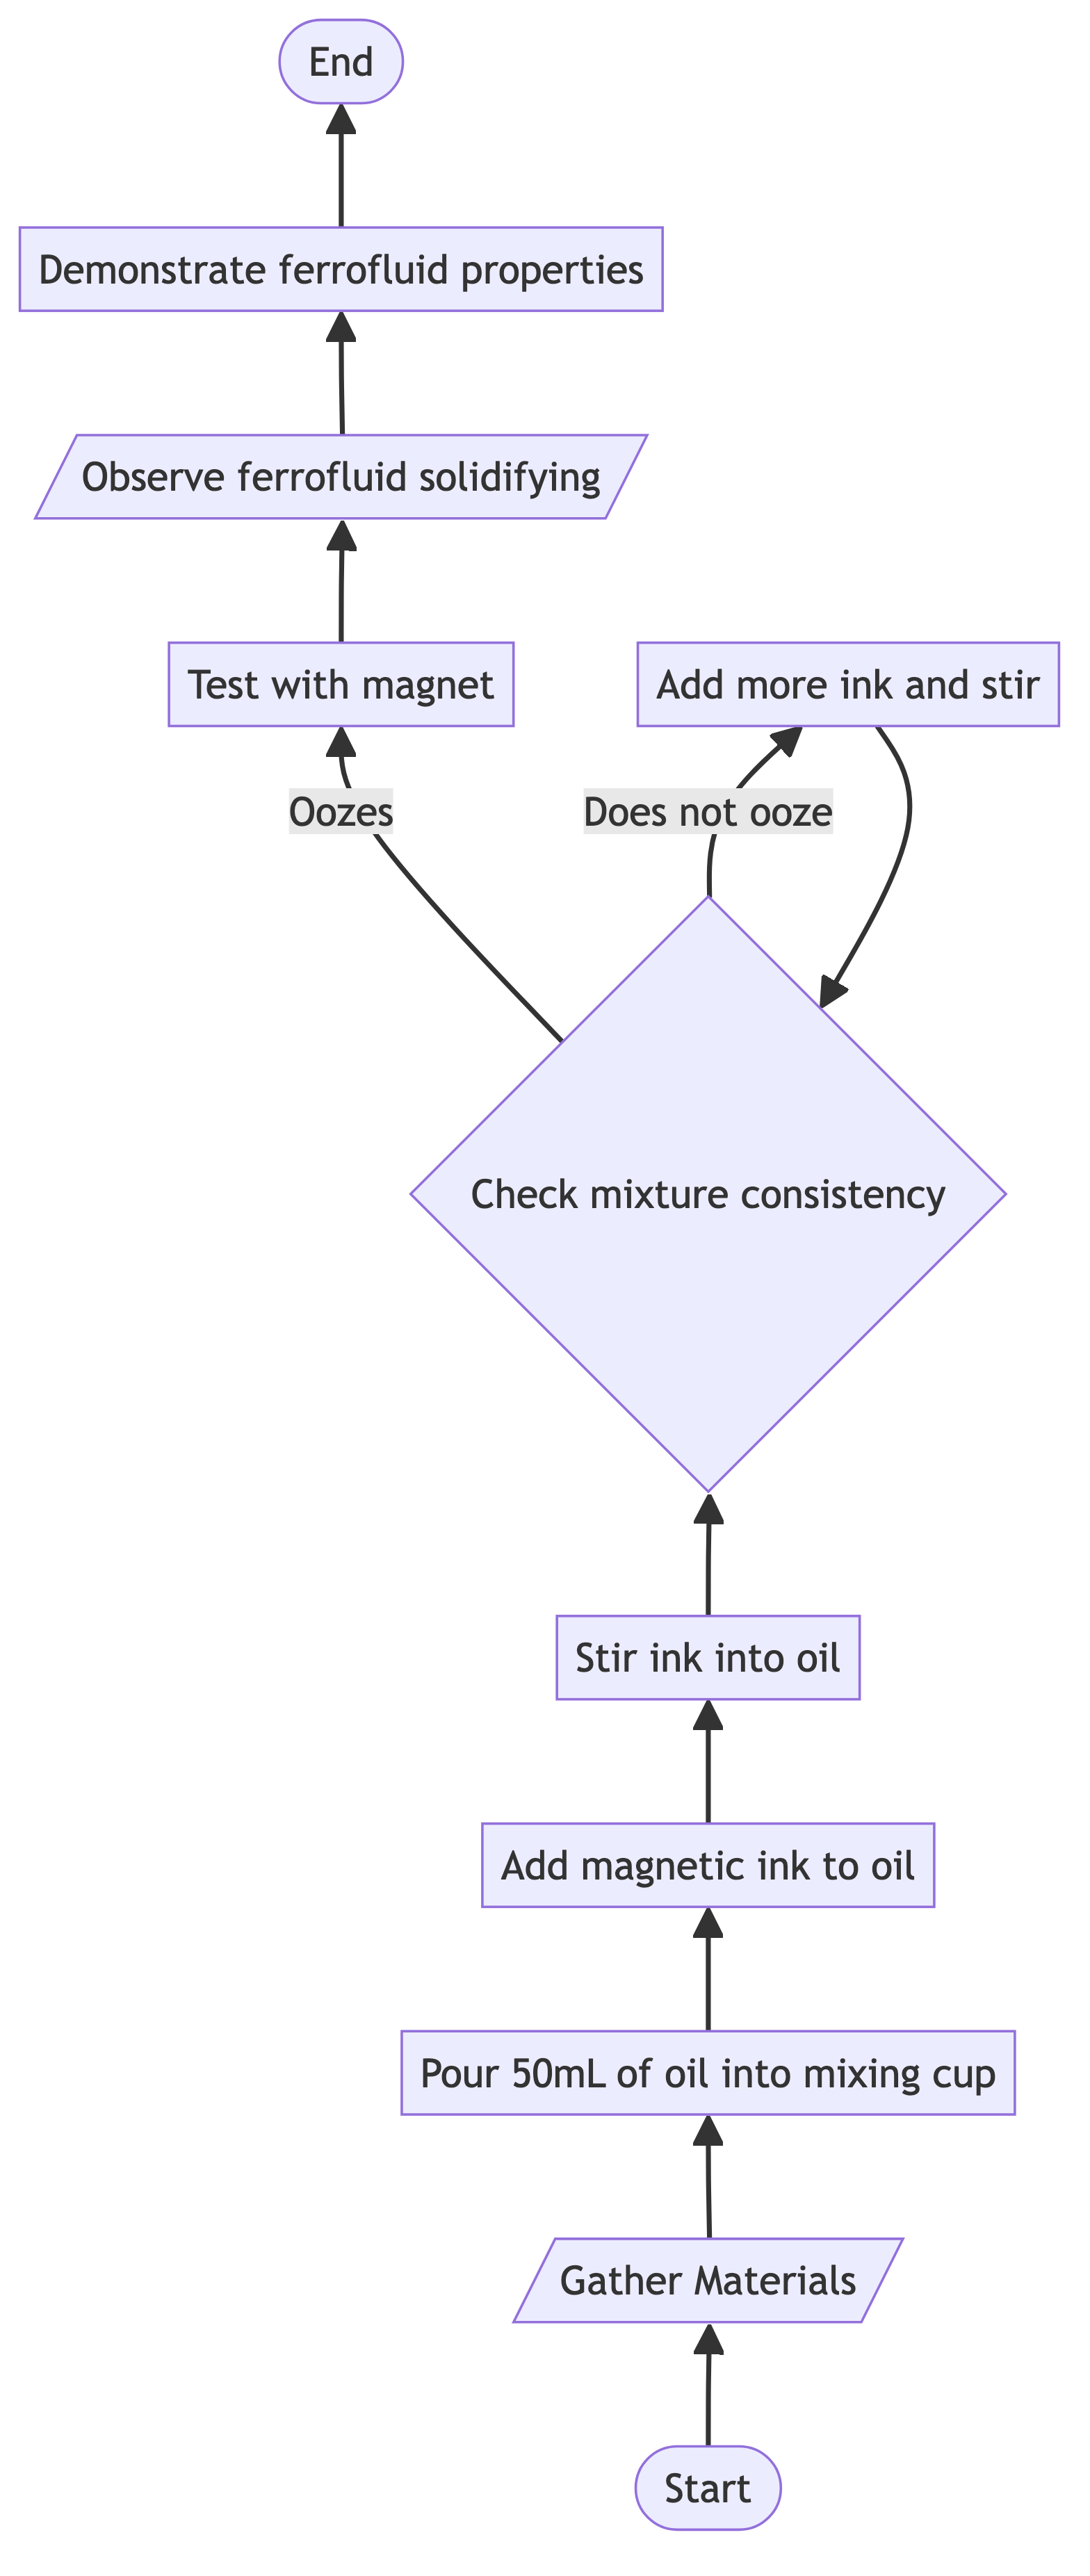 End
Demonstrate ferrofluid properties
Observe ferrofluid solidifying
Test with magnet
Add more ink and stir
Oozes
Does not ooze
Check mixture consistency
Stir ink into oil
Add magnetic ink to oil
Pour 50mL of oil into mixing cup
Gather Materials
Start